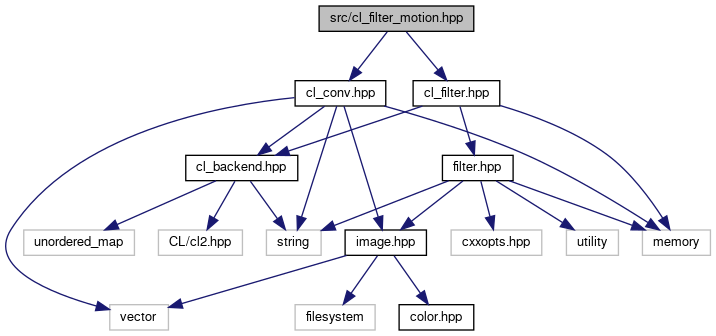 src/cl_filter_motion.hpp
cl_conv.hpp
cl_filter.hpp
cl_backend.hpp
filter.hpp
unordered_map
CL/cl2.hpp
string
image.hpp
cxxopts.hpp
utility
memory
vector
filesystem
color.hpp